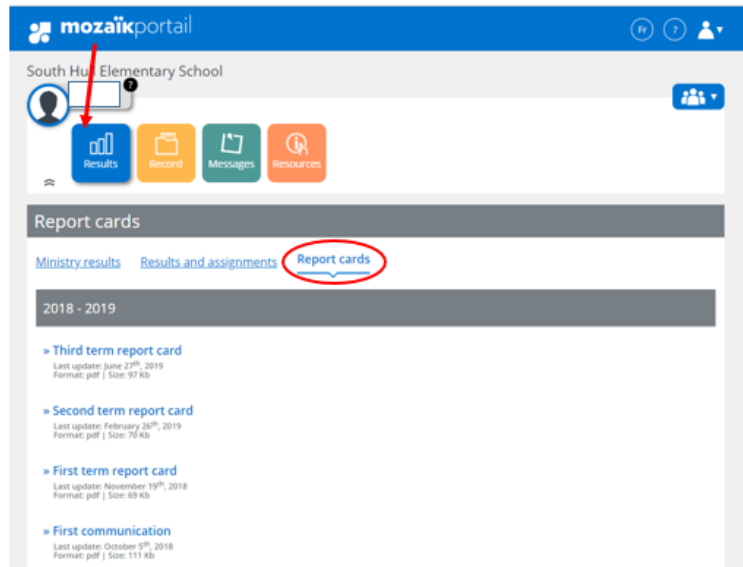 mozaïkportail
Fr ?
South Hull Elementary School
?
Results Record Messages Resources
Report cards
Ministry results Results and assignments Report cards
2018 - 2019
» Third term report card
Last update: June 27th, 2019
Format: pdf | Size: 97 Kb
» Second term report card
Last update: February 26th, 2019
Format: pdf | Size: 70 Kb
» First term report card
Last update: November 19th, 2018
Format: pdf | Size: 69 Kb
» First communication
Last update: October 5th, 2018
Format: pdf | Size: 111 Kb